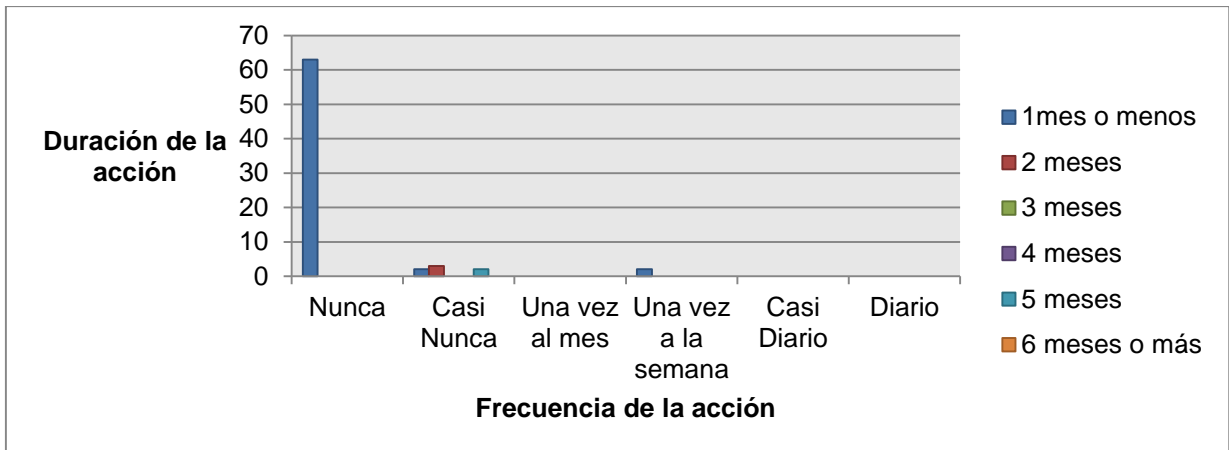 70
60
50
40
30
20
10
0
Duración de la
acción
Nunca
Casi
Nunca
Una vez
al mes
Una vez
a la
semana
Casi
Diario
Diario
Frecuencia de la acción
1mes o menos
2 meses
3 meses
4 meses
5 meses
6 meses o más